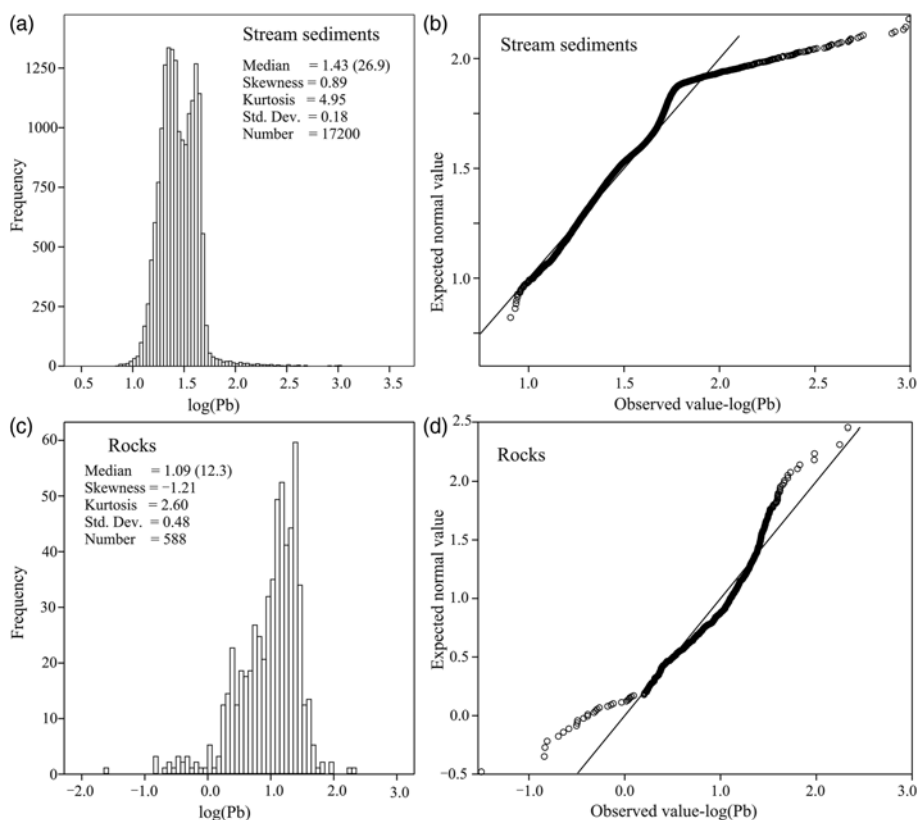 (a)
Stream sediments
Median = 1.43 (26.9)
Skewness = 0.89
Kurtosis = 4.95
Std. Dev. = 0.18
Number = 17200
Frequency
1250
1000
750
500
250
0
0.5 1.0 1.5 2.0 2.5 3.0 3.5
log(Pb)
(b)
Stream sediments
Expected normal value
2.0
1.5
1.0
1.0 1.5 2.0 2.5 3.0
Observed value-log(Pb)
(c)
Rocks
Median = 1.09 (12.3)
Skewness = −1.21
Kurtosis = 2.60
Std. Dev. = 0.48
Number = 588
Frequency
60
50
40
30
20
10
0
−2.0 −1.0 0.0 1.0 2.0 3.0
log(Pb)
(d)
Rocks
Expected normal value
2.5
2.0
1.5
1.0
0.5
0.0
−0.5
−1.0 0.0 1.0 2.0 3.0
Observed value-log(Pb)